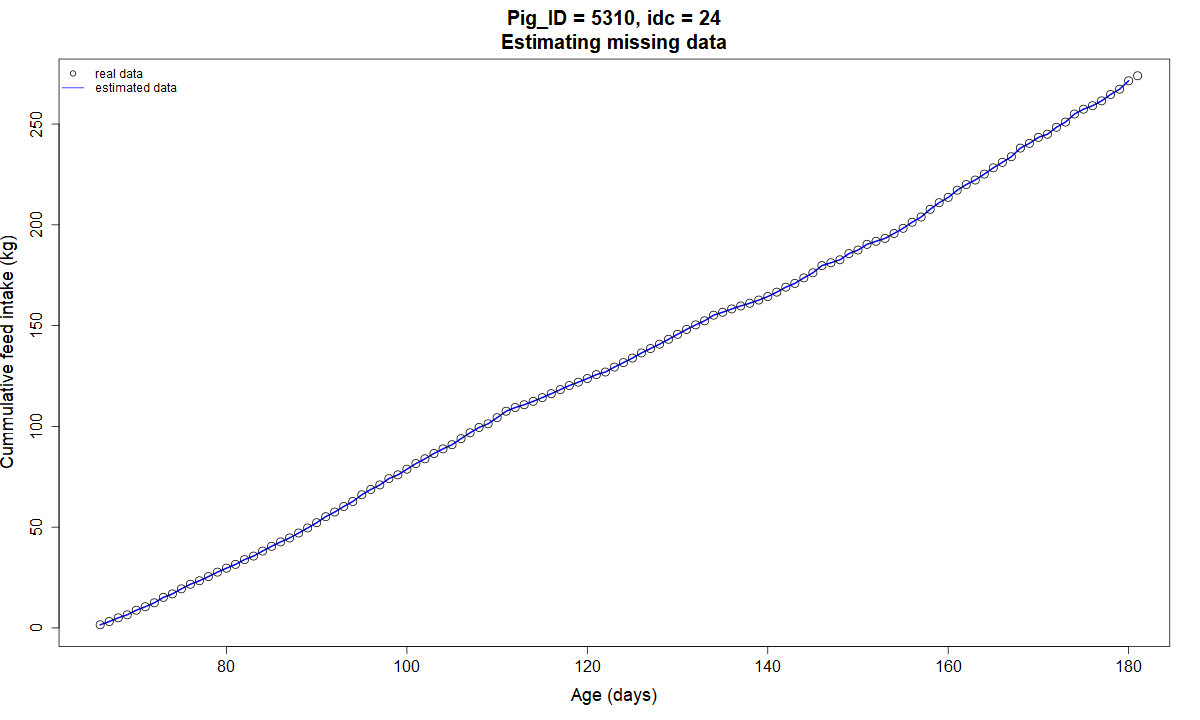 Pig_ID = 5310, idc = 24
Estimating missing data
real data
estimated data
Cummulative feed intake (kg)
250
200
150
100
50
0
80 100 120 140 160 180
Age (days)